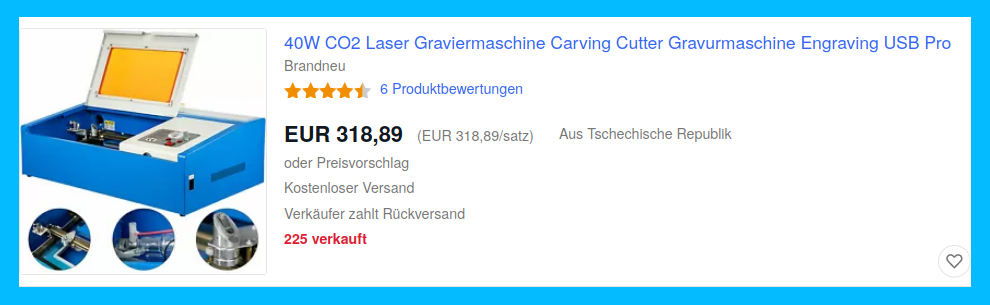 40W CO2 Laser Graviermaschine Carving Cutter Gravurmaschine Engraving USB Pro
Brandneu
6 Produktbewertungen
EUR 318,89 (EUR 318,89/satz) Aus Tschechische Republik
oder Preisvorschlag
Kostenloser Versand
Verkäufer zahlt Rückversand
225 verkauft